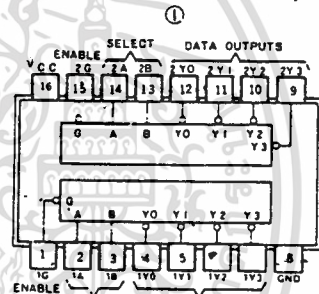 ①
SELECT
ENABLE DATA OUTPUTS
VCC 2G 2A 2B 2Y0 2Y1 2Y2 2Y3
16 15 14 13 12 11 10 9
G A B Y0 Y1 Y2
Y3
G
A B Y0 Y1 Y2 Y3
1 2 3 4 5 7 8
1G 1A 1B 1Y0 1Y1 1Y2 1Y3 GND
ENABLE